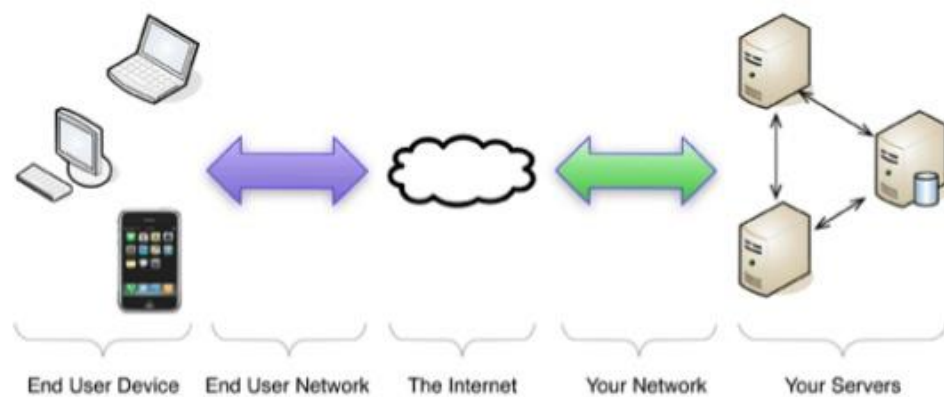 End User Device
End User Network
The Internet
Your Network
Your Servers